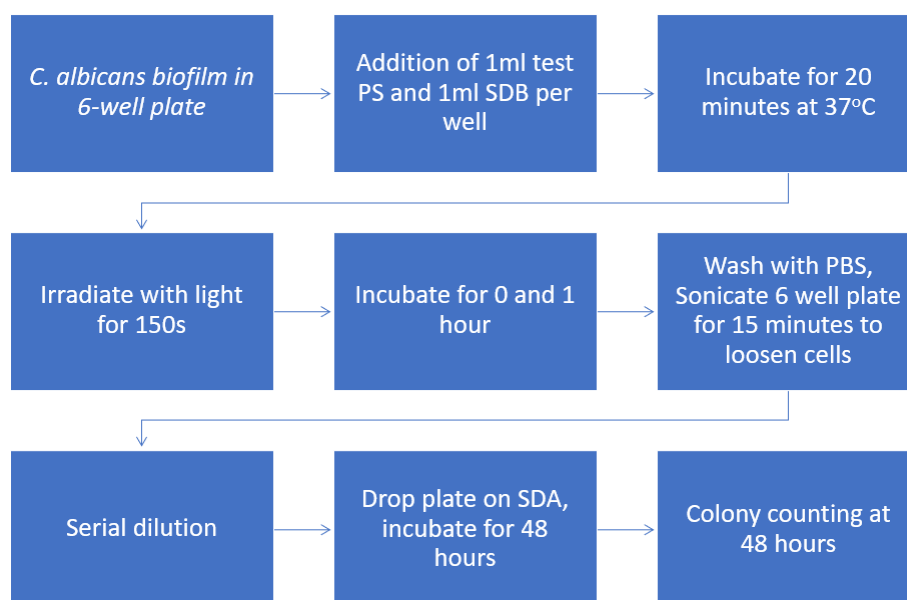 C. albicans biofilm in
6-well plate
Addition of 1ml test
PS and 1ml SDB per
well
Incubate for 20
minutes at 37°C
Irradiate with light
for 150s
Incubate for 0 and 1
hour
Wash with PBS,
Sonicate 6 well plate
for 15 minutes to
loosen cells
Serial dilution
Drop plate on SDA,
incubate for 48
hours
Colony counting at
48 hours